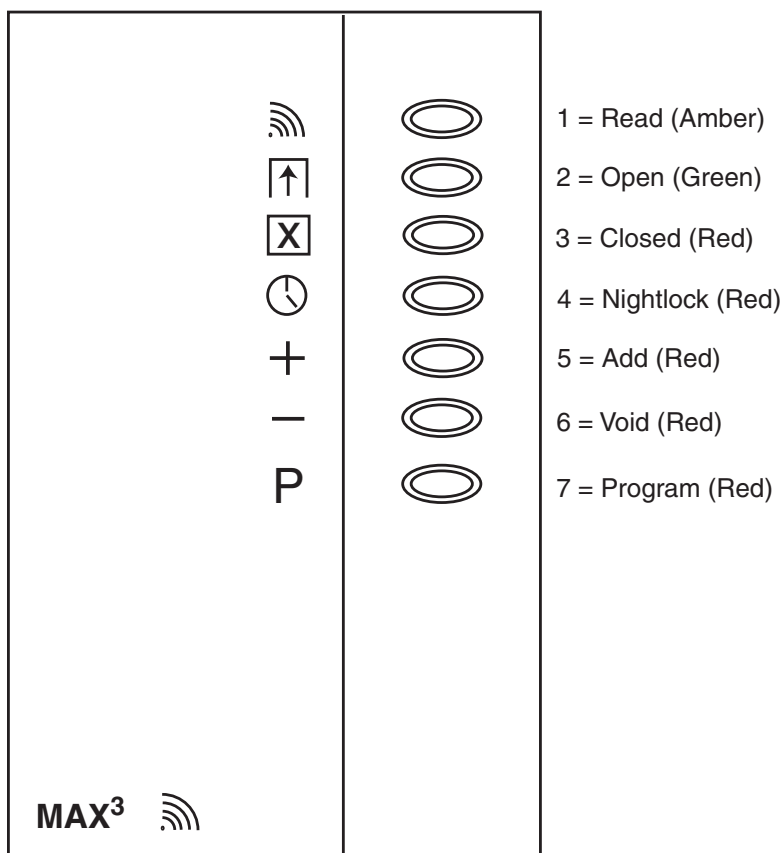 1 = Read (Amber)
2 = Open (Green)
X
3 = Closed (Red)
4 = Nightlock (Red)
+
5 = Add (Red)
−
6 = Void (Red)
P
7 = Program (Red)
MAX³